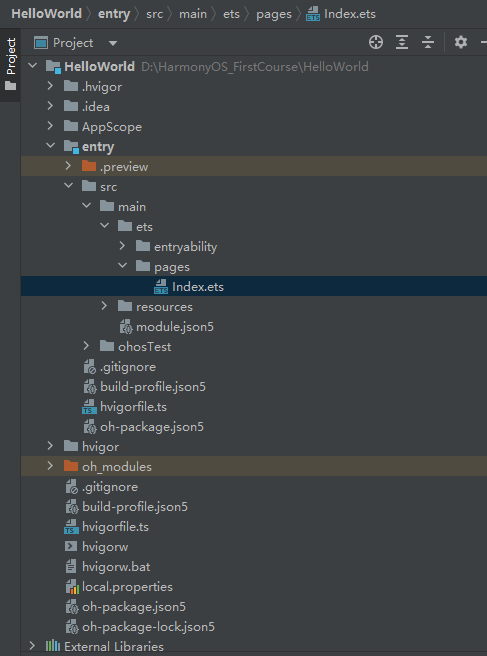 HelloWorld 〉 entry 〉 src 〉 main 〉 ets 〉 pages 〉 Index.ets
Project
Project
HelloWorld D:\HarmonyOS_FirstCourse\HelloWorld
.hvigor
.idea
AppScope
entry
.preview
src
main
ets
entryability
pages
Index.ets
resources
module.json5
ohosTest
.gitignore
build-profile.json5
hvigorfile.ts
oh-package.json5
hvigor
oh_modules
.gitignore
build-profile.json5
hvigorfile.ts
hvigorw
hvigorw.bat
local.properties
oh-package.json5
oh-package-lock.json5
External Libraries